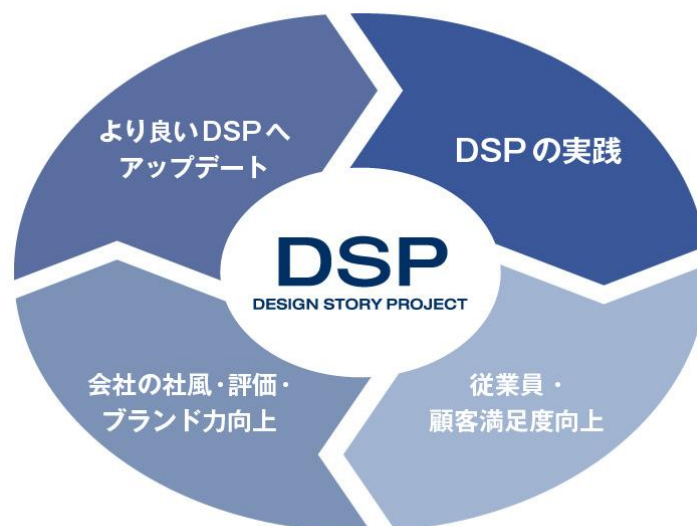 より良いDSPへ
アップデート
DSPの実践
DSP
DESIGN STORY PROJECT
会社の社風・評価・
ブランド力向上
従業員・
顧客満足度向上